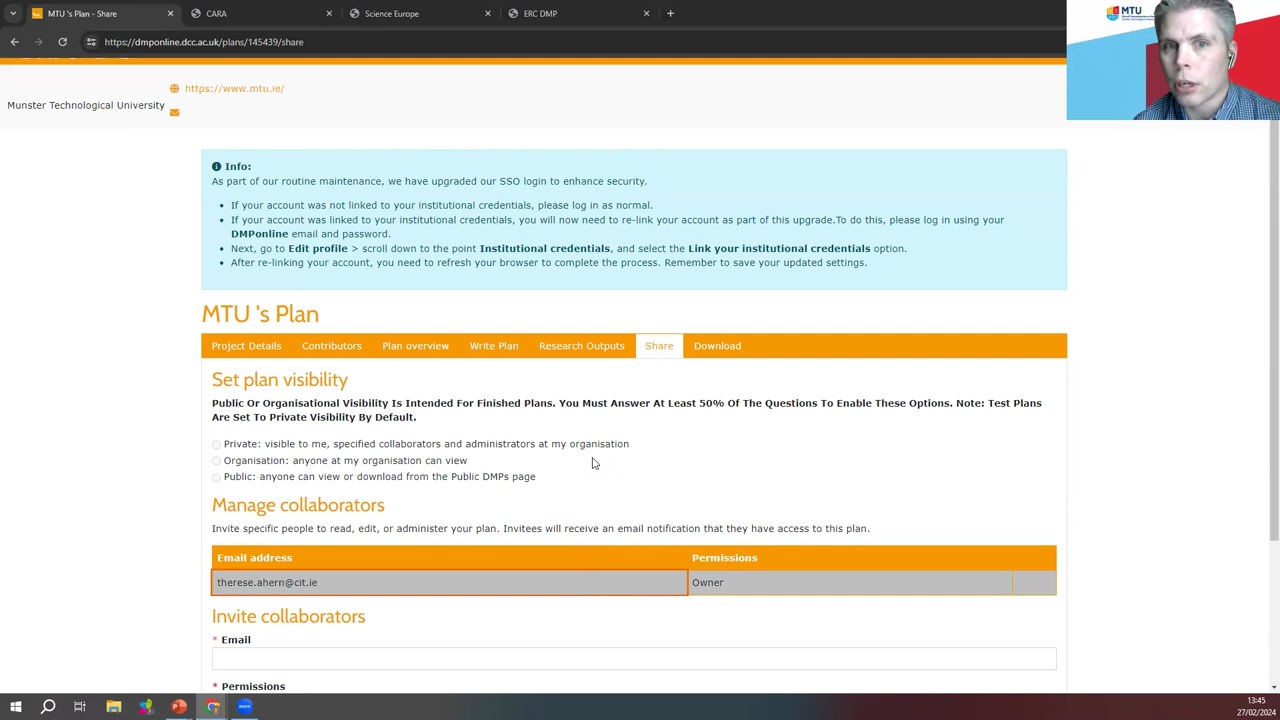 MTU 's Plan - Share
CARA
Science Europe
ERC DMP
https://dmponline.dcc.ac.uk/plans/145439/share
MTU
https://www.mtu.ie/
Munster Technological University
Info:
As part of our routine maintenance, we have upgraded our SSO login to enhance security.
If your account was not linked to your institutional credentials, please log in as normal.
If your account was linked to your institutional credentials, you will now need to re-link your account as part of this upgrade.To do this, please log in using your
DMPonline email and password.
Next, go to Edit profile > scroll down to the point Institutional credentials, and select the Link your institutional credentials option.
After re-linking your account, you need to refresh your browser to complete the process. Remember to save your updated settings.
MTU 's Plan
Project Details Contributors Plan overview Write Plan Research Outputs Share Download
Set plan visibility
Public Or Organisational Visibility Is Intended For Finished Plans. You Must Answer At Least 50% Of The Questions To Enable These Options. Note: Test Plans
Are Set To Private Visibility By Default.
Private: visible to me, specified collaborators and administrators at my organisation
Organisation: anyone at my organisation can view
Public: anyone can view or download from the Public DMPs page
Manage collaborators
Invite specific people to read, edit, or administer your plan. Invitees will receive an email notification that they have access to this plan.
Email address Permissions
therese.ahern@cit.ie Owner
Invite collaborators
* Email
* Permissions
13:45
27/02/2024